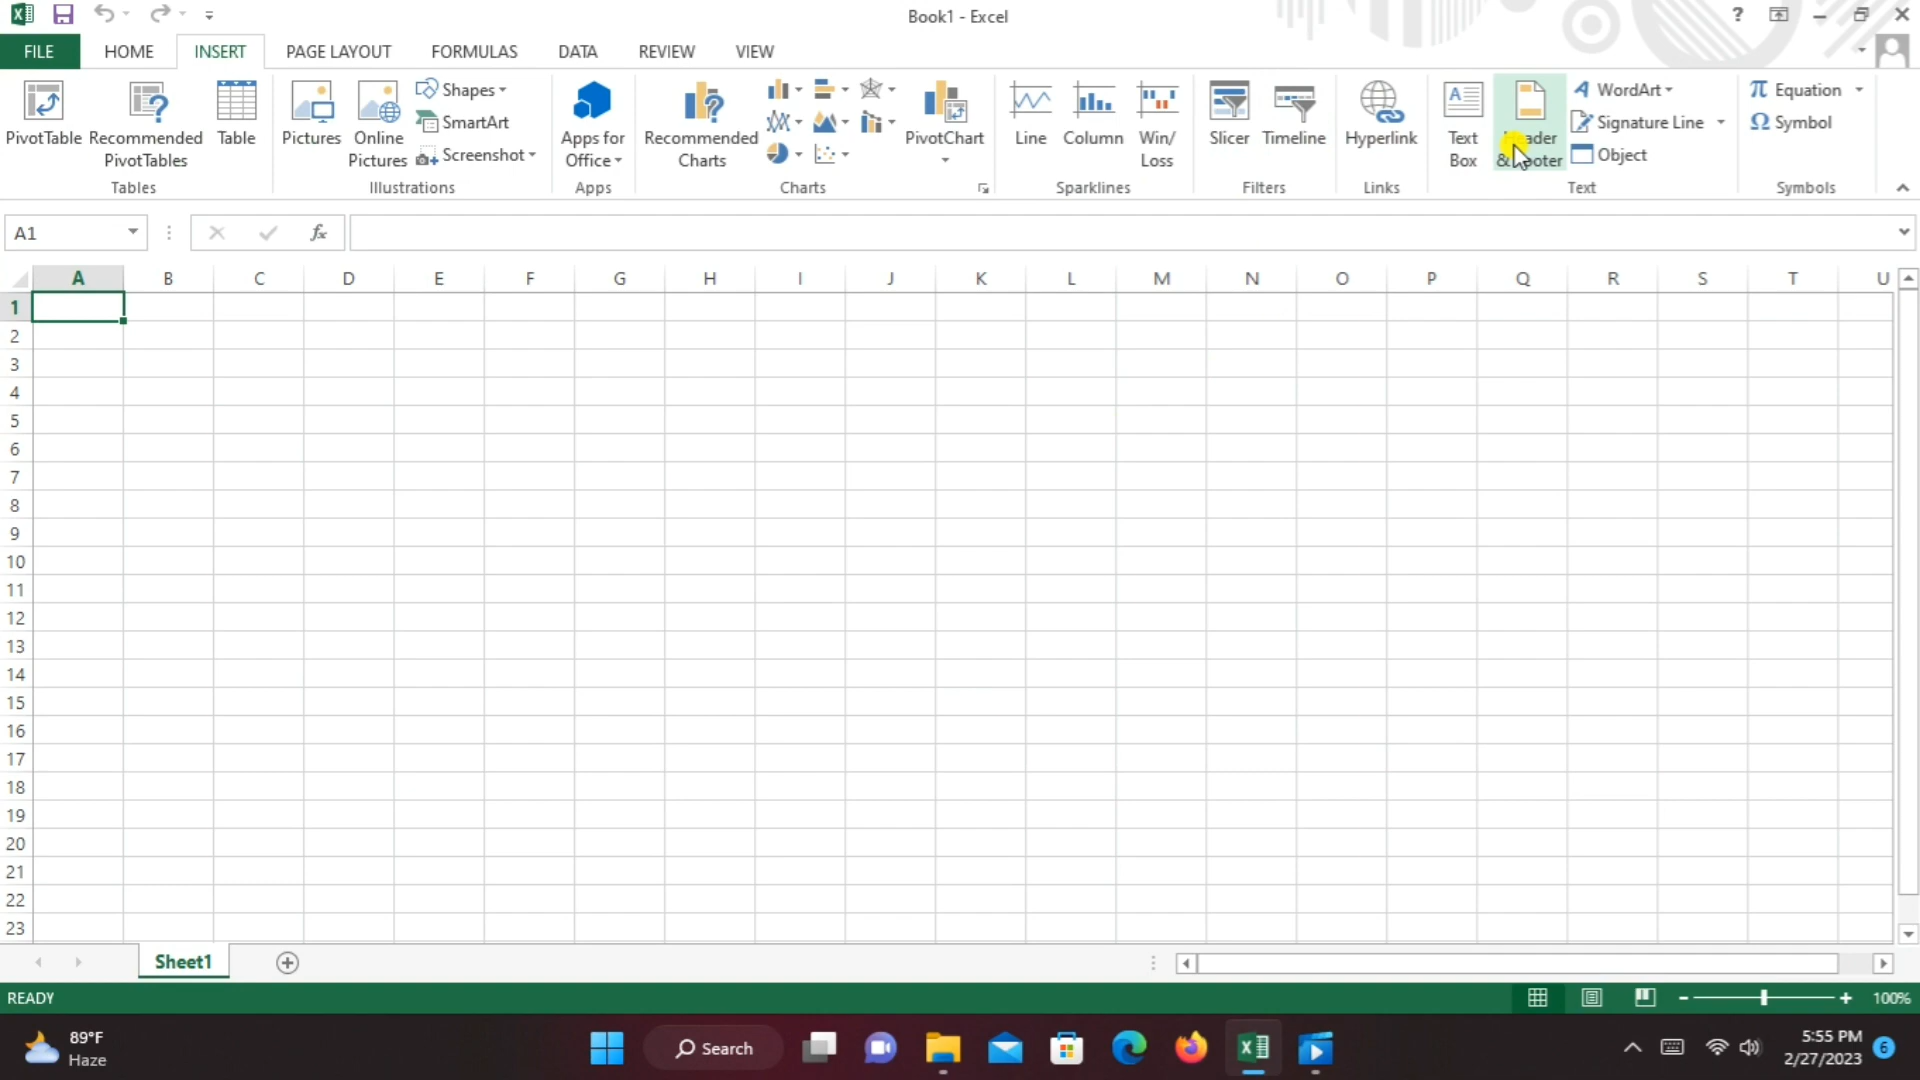 Book1 - Excel
?
FILE HOME INSERT PAGE LAYOUT FORMULAS DATA REVIEW VIEW
PivotTable
Recommended
PivotTables
Table
Tables
Pictures
Online
Pictures
Shapes
SmartArt
Screenshot
Illustrations
Apps for
Office
Apps
Recommended
Charts
PivotChart
Charts
Line
Column
Win/
Loss
Sparklines
Slicer
Timeline
Filters
Hyperlink
Links
Text
Box
WordArt
Signature Line
Object
Text
π Equation
Ω Symbol
Symbols
A1
fx
A B C D E F G H I J K L M N O P Q R S T U
1
2
3
4
5
6
7
8
9
10
11
12
13
14
15
16
17
18
19
20
21
22
23
Sheet1
READY
100%
89°F
Haze
Search
5:55 PM
2/27/2023
6